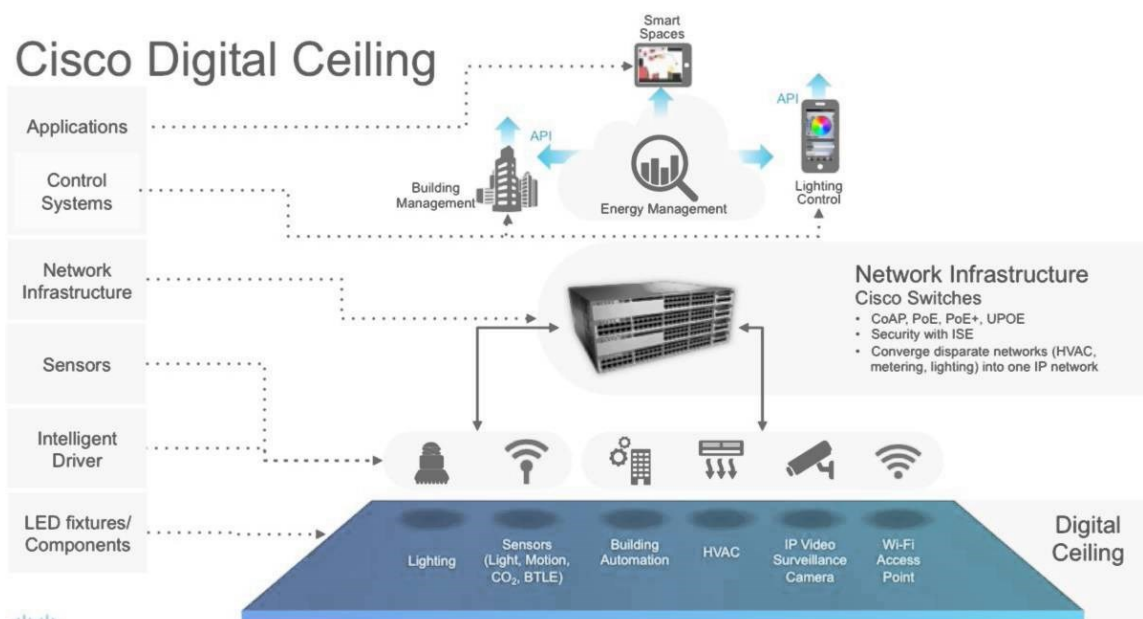 Cisco Digital Ceiling
Applications
Control
Systems
Network
Infrastructure
Sensors
Intelligent
Driver
LED fixtures/
Components
Smart
Spaces
API
API
Building
Management
Energy Management
Lighting
Control
Network Infrastructure
Cisco Switches
• CoAP, PoE, PoE+, UPOE
• Security with ISE
• Converge disparate networks (HVAC,
metering, lighting) into one IP network
Lighting
Sensors
(Light, Motion,
CO₂, BTLE)
Building
Automation
HVAC
IP Video
Surveillance
Camera
Wi-Fi
Access
Point
Digital
Ceiling